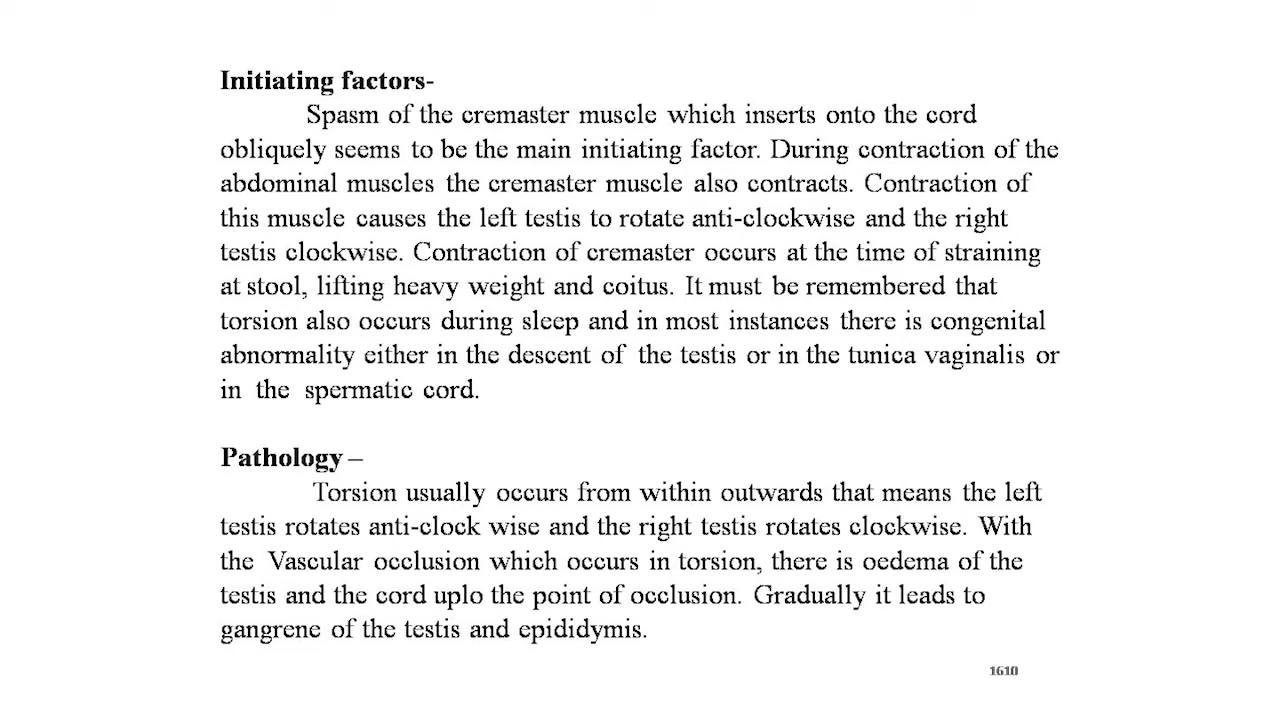 Initiating factors-
Spasm of the cremaster muscle which inserts onto the cord
obliquely seems to be the main initiating factor. During contraction of the
abdominal muscles the cremaster muscle also contracts. Contraction of
this muscle causes the left testis to rotate anti-clockwise and the right
testis clockwise. Contraction of cremaster occurs at the time of straining
at stool, lifting heavy weight and coitus. It must be remembered that
torsion also occurs during sleep and in most instances there is congenital
abnormality either in the descent of the testis or in the tunica vaginalis or
in the spermatic cord.
Pathology –
Torsion usually occurs from within outwards that means the left
testis rotates anti-clock wise and the right testis rotates clockwise. With
the Vascular occlusion which occurs in torsion, there is oedema of the
testis and the cord uplo the point of occlusion. Gradually it leads to
gangrene of the testis and epididymis.
1610